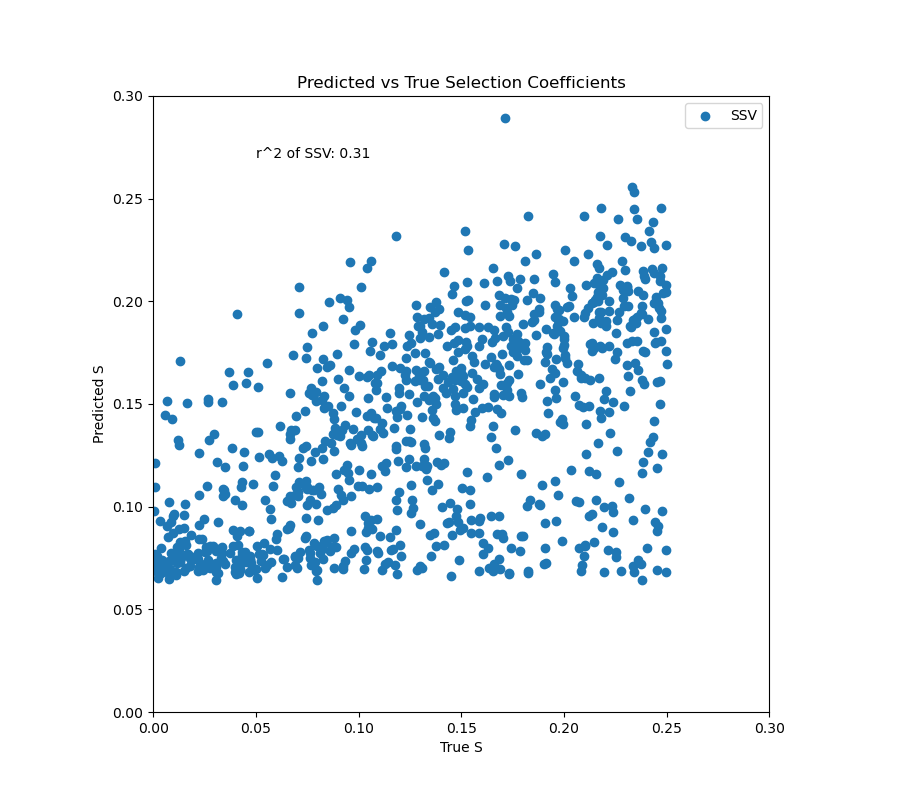 Predicted vs True Selection Coefficients
0.30
SSV
r^2 of SSV: 0.31
0.25
0.20
0.15
Predicted S
0.10
0.05
0.00
0.00 0.05 0.10 0.15 0.20 0.25 0.30
True S